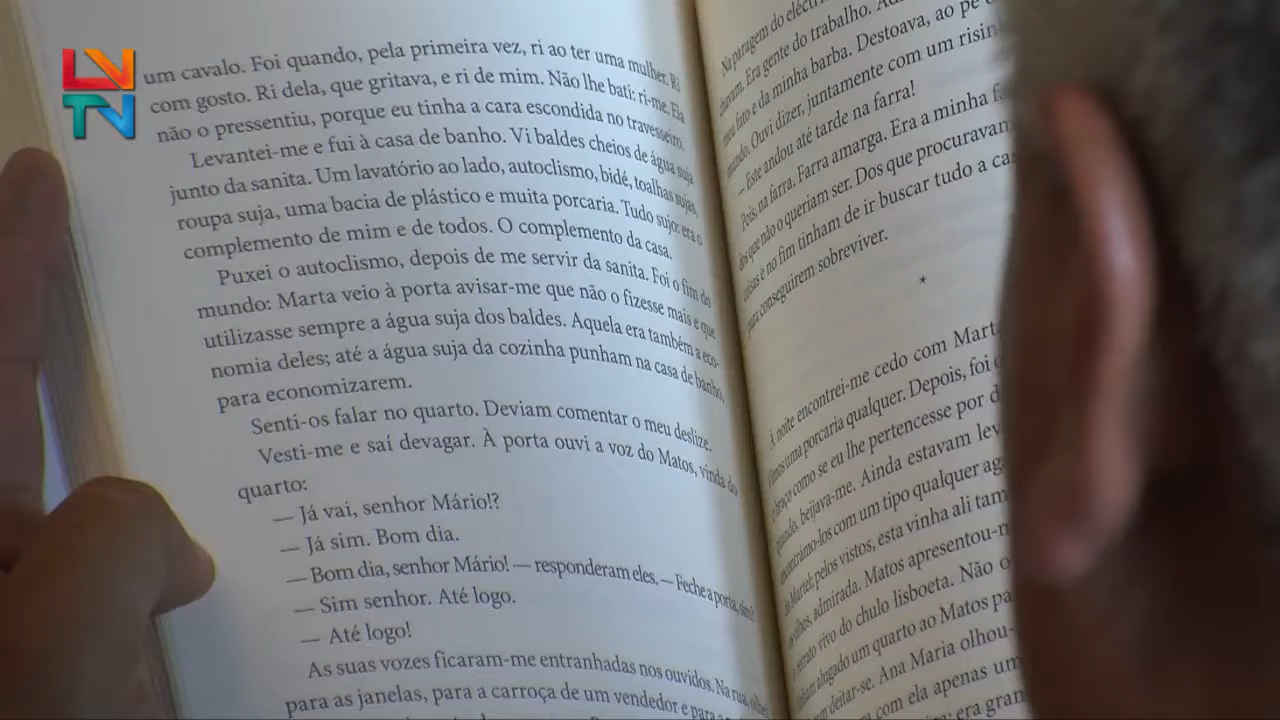 LVTN
um cavalo. Foi quando, pela primeira vez, ri ao ter uma mulher. Ri
com gosto. Ri dela, que gritava, e ri de mim. Não lhe bati: ri-me. Ela
não o pressentiu, porque eu tinha a cara escondida no travesseiro.
Levantei-me e fui à casa de banho. Vi baldes cheios de água suja
junto da sanita. Um lavatório ao lado, autoclismo, bidé, toalhas sujas,
roupa suja, uma bacia de plástico e muita porcaria. Tudo sujo: era o
complemento de mim e de todos. O complemento da casa.
Puxei o autoclismo, depois de me servir da sanita. Foi o fim do
mundo: Marta veio à porta avisar-me que não o fizesse mais e que
utilizasse sempre a água suja dos baldes. Aquela era também a eco-
nomia deles; até a água suja da cozinha punham na casa de banho,
para economizarem.
Senti-os falar no quarto. Deviam comentar o meu deslize.
Vesti-me e saí devagar. À porta ouvi a voz do Matos, vinda do
quarto:
— Já vai, senhor Mário!?
— Já sim. Bom dia.
— Bom dia, senhor Mário! — responderam eles. — Feche a porta, sim?
— Sim senhor. Até logo.
— Até logo!
As suas vozes ficaram-me entranhadas nos ouvidos. Na rua, olhei
para as janelas, para a carroça de um vendedor e para a
Na paragem do eléctri
Era gente do trabalho.
meu fato e da minha barba. Destoava, ao pé
mundo. Ouvi dizer, juntamente com um risin
— Este andou até tarde na farra!
Pois, na farra. Farra amarga. Era a minha fa
dos que não o queriam ser. Dos que procuravam
coisas e no fim tinham de ir buscar tudo a ca
para conseguirem sobreviver.
*
À noite encontrei-me cedo com Marta
uma porcaria qualquer. Depois, foi
braço como se eu lhe pertencesse por d
quando, beijava-me. Ainda estavam lev
encontrámo-los com um tipo qualquer ag
de Martel; pelos vistos, esta vinha ali tam
os olhos, admirada. Matos apresentou-n
retrato vivo do chulo lisboeta. Não o
alugado um quarto ao Matos pa
deitar-se. Ana Maria olhou-
com ela apenas um
era gran